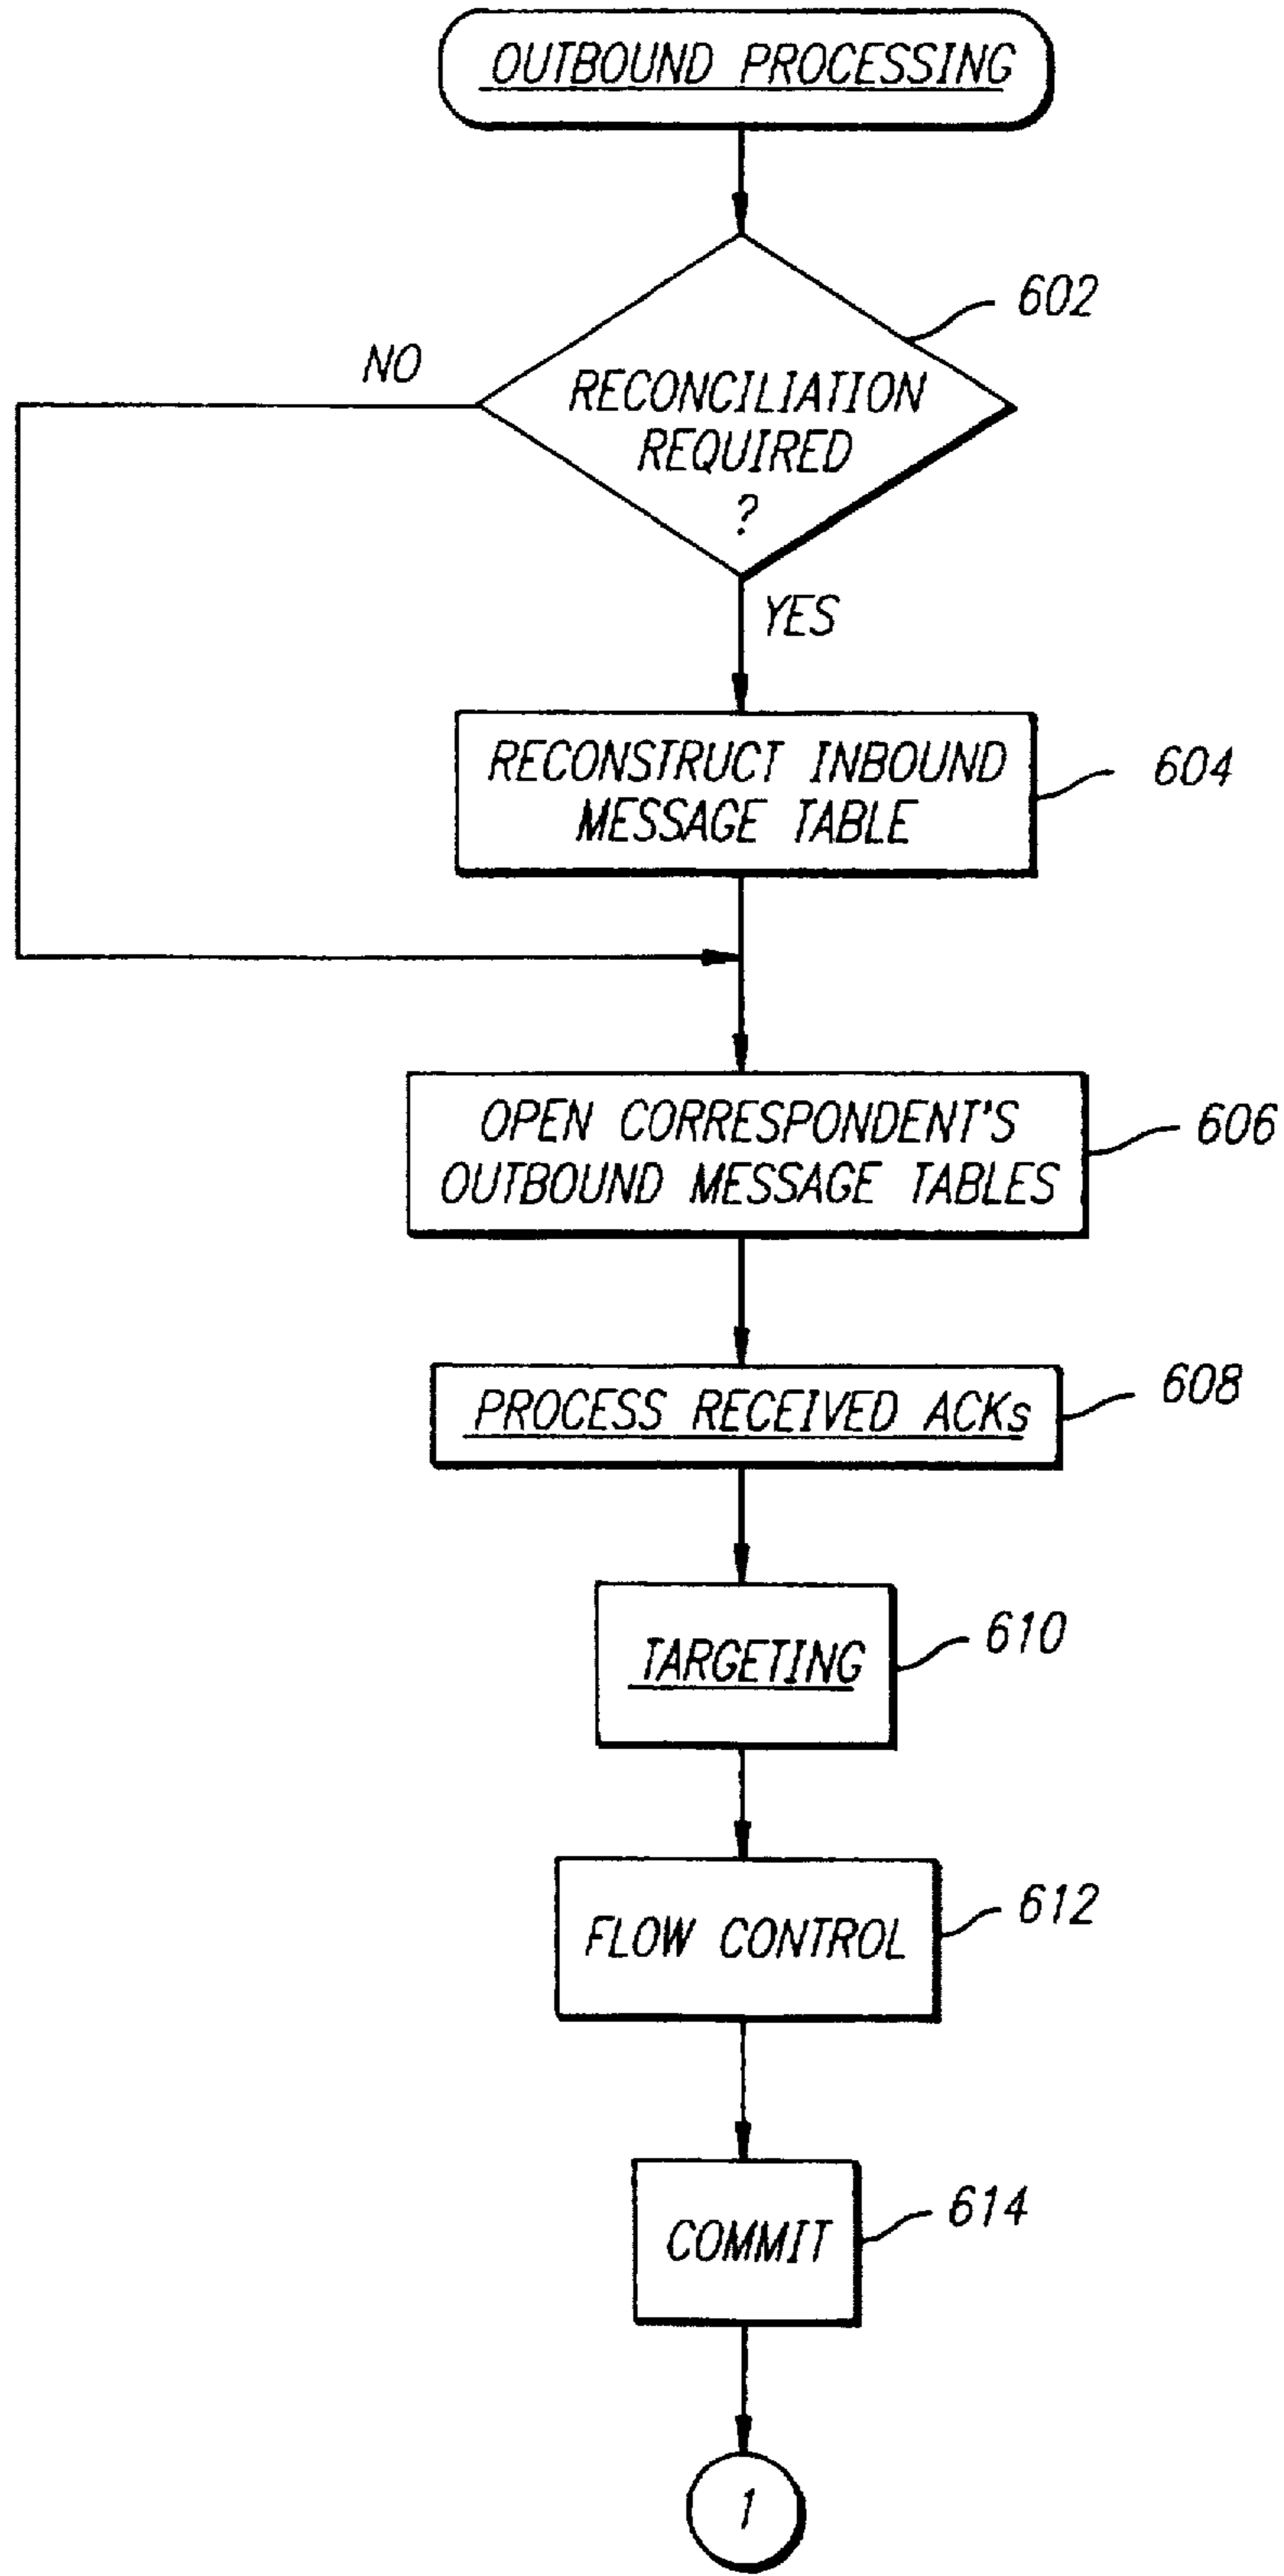 OUTBOUND PROCESSING
602
NO
RECONCILIATION
REQUIRED
?
YES
RECONSTRUCT INBOUND
MESSAGE TABLE
604
OPEN CORRESPONDENT'S
OUTBOUND MESSAGE TABLES
606
PROCESS RECEIVED ACKs
608
TARGETING
610
FLOW CONTROL
612
COMMIT
614
1